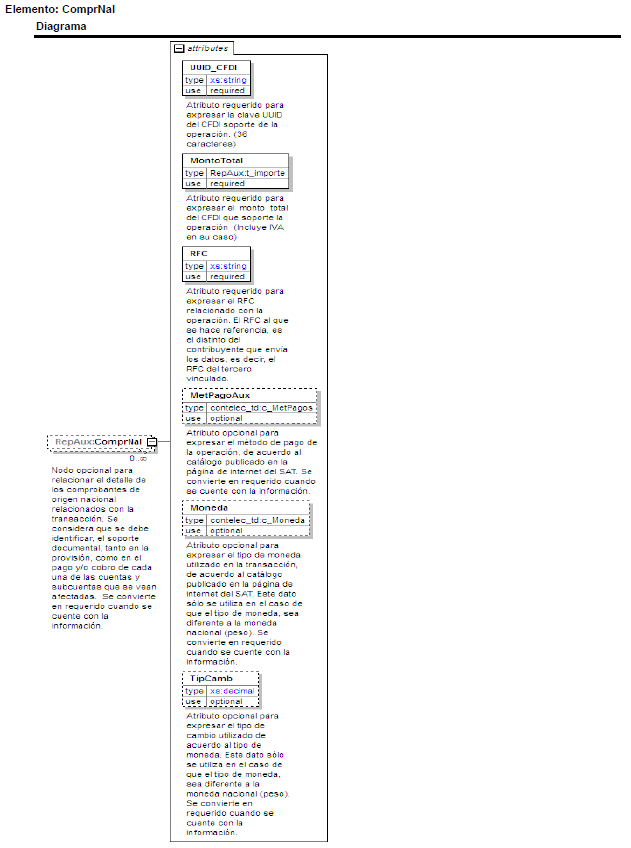 Elemento: ComprNal
Diagrama
attributes
UUID_CFDI
type xs:string
use required
Atributo requerido para
expresar la clave UUID
del CFDI soporte de la
operación. (36
caracteres)
MontoTotal
type RepAux:t_importe
use required
Atributo requerido para
expresar el monto total
del CFDI que soporte la
operación (Incluye IVA
en su caso)
RFC
type xs:string
use required
Atributo requerido para
expresar el RFC
relacionado con la
operación. El RFC al que
se hace referencia, es
el distinto del
contribuyente que envía
los datos, es decir, el
RFC del tercero
vinculado.
MetPagoAux
type contelec_td:c_MetPagos
use optional
Atributo opcional para
expresar el método de pago de
la operación, de acuerdo al
catálogo publicado en la
página de internet del SAT. Se
convierte en requerido cuando
se cuente con la información.
RepAux:ComprNal
0..∞
Nodo opcional para
relacionar el detalle de
los comprobantes de
origen nacional
relacionados con la
transacción. Se
considera que se debe
identificar, el soporte
documental, tanto en la
provisión, como en el
pago y/o cobro de cada
una de las cuentas y
subcuentas que se vean
afectadas. Se convierte
en requerido cuando se
cuente con la
información.
Moneda
type contelec_td:c_Moneda
use optional
Atributo opcional para
expresar el tipo de moneda
utilizado en la transacción,
de acuerdo al catálogo
publicado en la página de
internet del SAT. Este dato
sólo se utiliza en el caso de
que el tipo de moneda, sea
diferente a la moneda
nacional (peso). Se
convierte en requerido
cuando se cuente con la
información.
TipCamb
type xs:decimal
use optional
Atributo opcional para
expresar el tipo de
cambio utilizado de
acuerdo al tipo de
moneda. Este dato sólo
se utiliza en el caso de
que el tipo de moneda,
sea diferente a la
moneda nacional (peso).
Se convierte en
requerido cuando se
cuente con la
información.